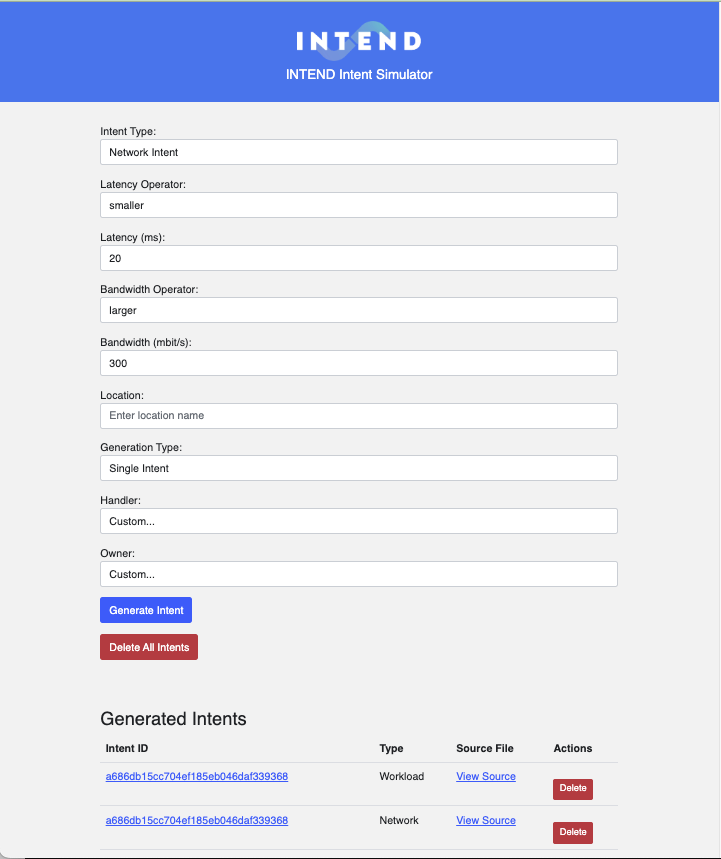 INTEND
INTEND Intent Simulator
Intent Type:
Network Intent
Latency Operator:
smaller
Latency (ms):
20
Bandwidth Operator:
larger
Bandwidth (mbit/s):
300
Location:
Enter location name
Generation Type:
Single Intent
Handler:
Custom...
Owner:
Custom...
Generate Intent
Delete All Intents
Generated Intents
Intent ID Type Source File Actions
a686db15cc704ef185eb046daf339368 Workload View Source Delete
a686db15cc704ef185eb046daf339368 Network View Source Delete